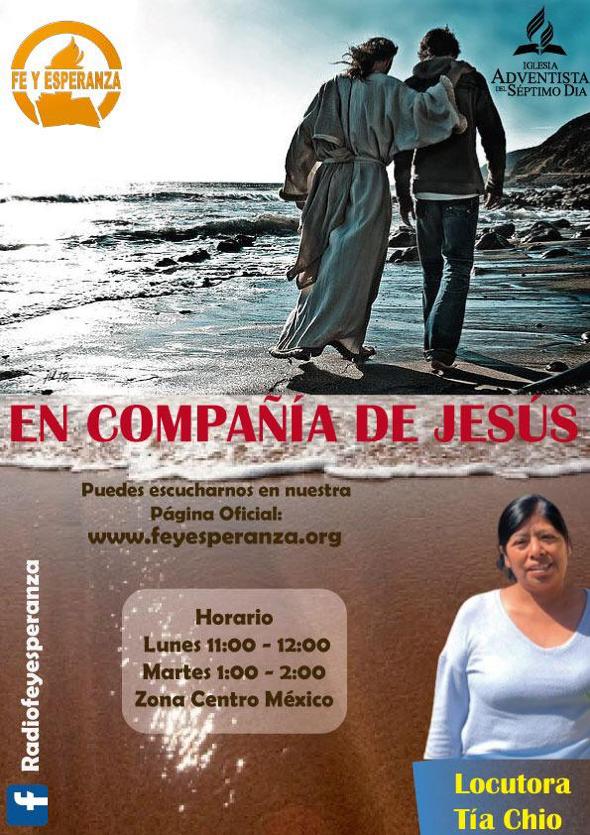 FE Y ESPERANZA
IGLESIA
ADVENTISTA
DEL SÉPTIMO DIA
EN COMPAÑÍA DE JESÚS
Puedes escucharnos en nuestra
Página Oficial:
www.feyesperanza.org
Horario
Lunes 11:00 - 12:00
Martes 1:00 - 2:00
Zona Centro México
Radiofeyesperanza
f
Locutora
Tía Chio